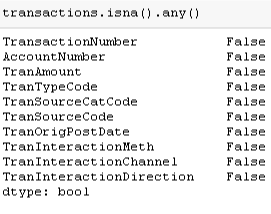 transactions.isna().any()
TransactionNumber False
AccountNumber False
TranAmount False
TranTypeCode False
TranSourceCatCode False
TranSourceCode False
TranOrigPostDate False
TranInteractionMeth False
TranInteractionChannel False
TranInteractionDirection False
dtype: bool